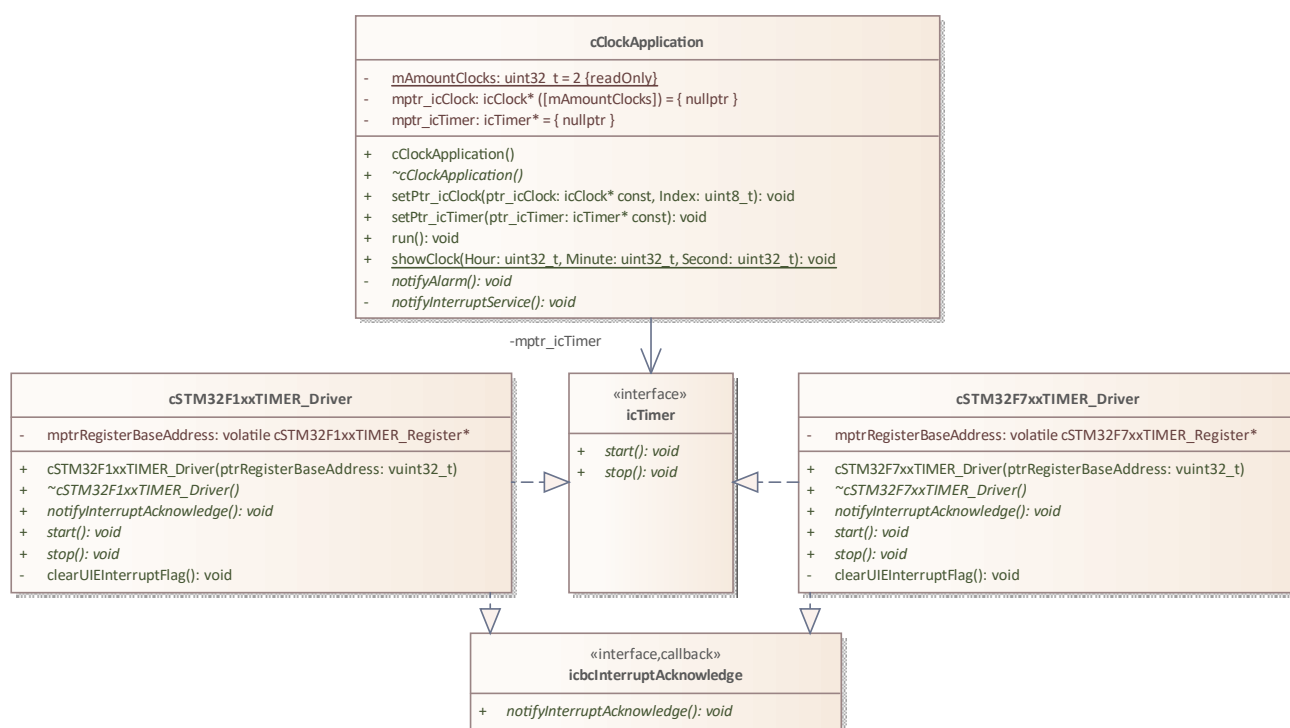 cClockApplication
- mAmountClocks: uint32_t = 2 {readOnly}
- mptr_icClock: icClock* ([mAmountClocks]) = { nullptr }
- mptr_icTimer: icTimer* = { nullptr }
+ cClockApplication()
+ ~cClockApplication()
+ setPtr_icClock(ptr_icClock: icClock* const, Index: uint8_t): void
+ setPtr_icTimer(ptr_icTimer: icTimer* const): void
+ run(): void
+ showClock(Hour: uint32_t, Minute: uint32_t, Second: uint32_t): void
- notifyAlarm(): void
- notifyInterruptService(): void
-mptr_icTimer
cSTM32F1xxTIMER_Driver
- mptrRegisterBaseAddress: volatile cSTM32F1xxTIMER_Register*
+ cSTM32F1xxTIMER_Driver(ptrRegisterBaseAddress: vuint32_t)
+ ~cSTM32F1xxTIMER_Driver()
+ notifyInterruptAcknowledge(): void
+ start(): void
+ stop(): void
- clearUIEInterruptFlag(): void
«interface»
icTimer
+ start(): void
+ stop(): void
cSTM32F7xxTIMER_Driver
- mptrRegisterBaseAddress: volatile cSTM32F7xxTIMER_Register*
+ cSTM32F7xxTIMER_Driver(ptrRegisterBaseAddress: vuint32_t)
+ ~cSTM32F7xxTIMER_Driver()
+ notifyInterruptAcknowledge(): void
+ start(): void
+ stop(): void
- clearUIEInterruptFlag(): void
«interface,callback»
icbcInterruptAcknowledge
+ notifyInterruptAcknowledge(): void